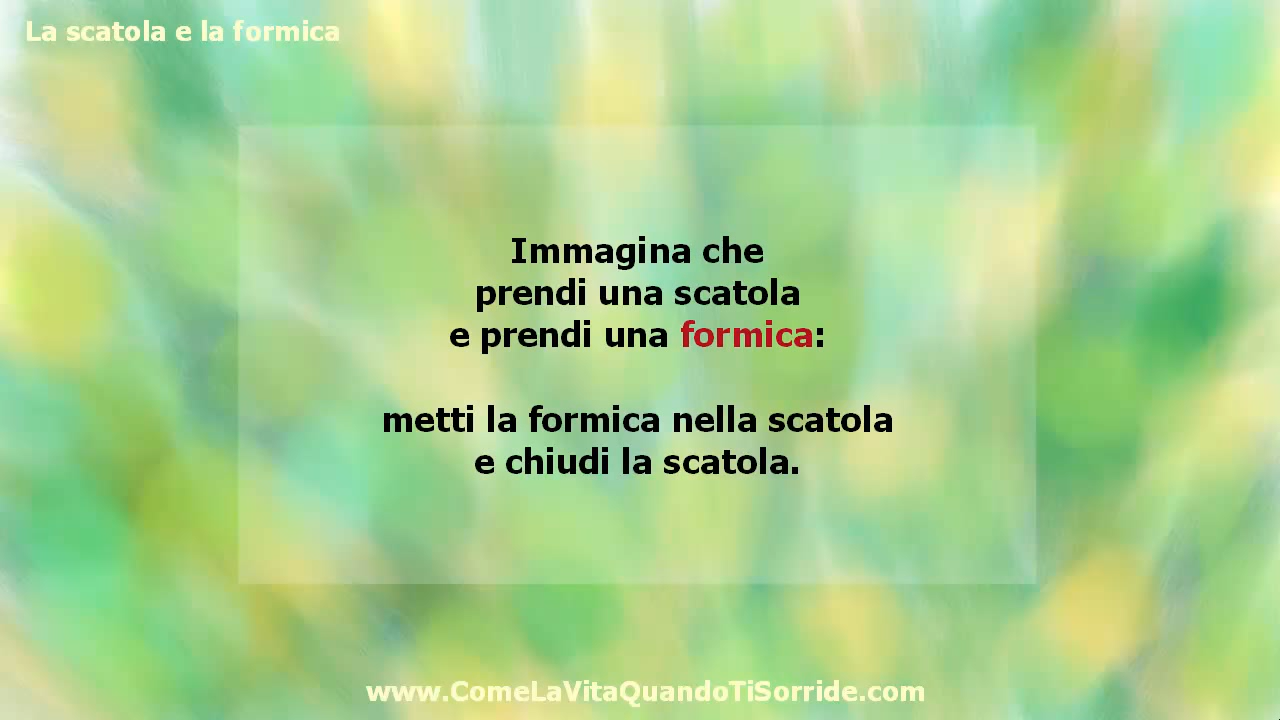 La scatola e la formica
Immagina che
prendi una scatola
e prendi una formica:
metti la formica nella scatola
e chiudi la scatola.
www.ComeLaVitaQuandoTiSorride.com